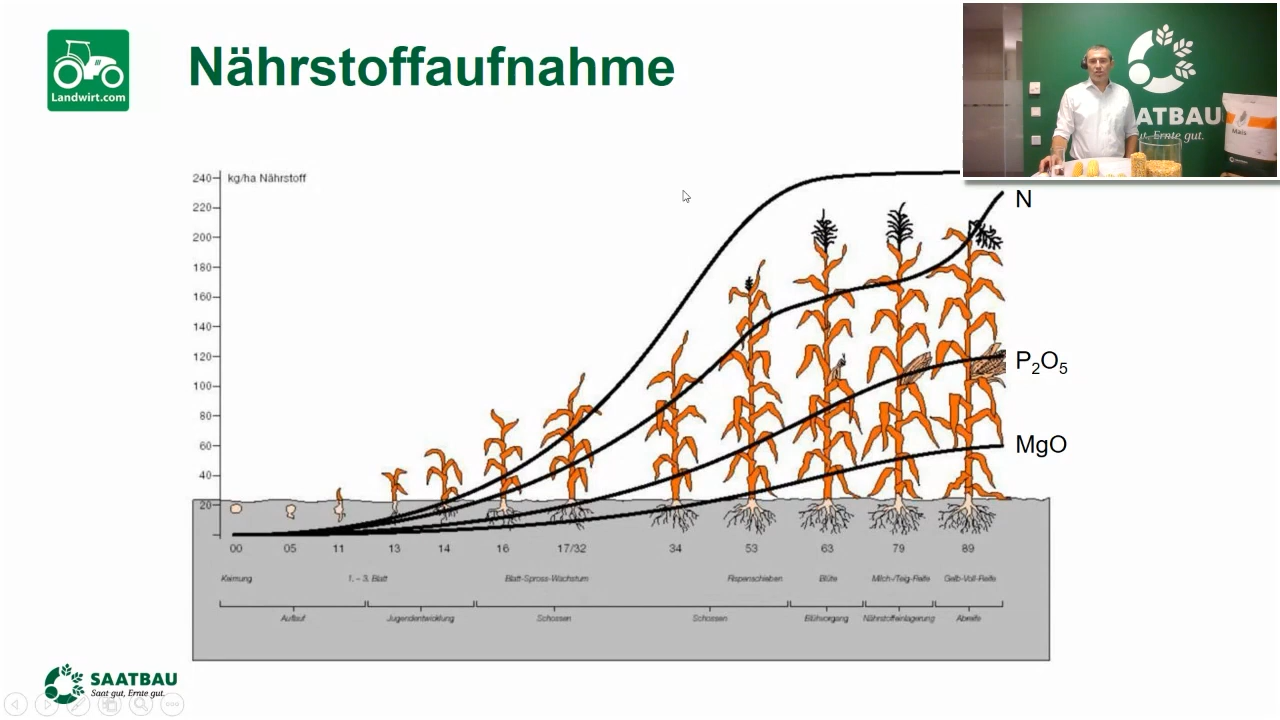 Landwirt.com
Nährstoffaufnahme
ATBAU
ut, Ernte gut.
Mais
kg/ha Nährstoff
240
220
200
180
160
140
120
100
80
60
40
20
N
P₂O₅
MgO
00 05 11 13 14 16 17/32 34 53 63 79 89
Keimung 1. – 3. Blatt Blatt-Spross-Wachstum Rispenschieben Blüte Milch-/Teig-Reife Gelb-Voll-Reife
Auflauf Jugendentwicklung Schossen Schossen Blühvorgang Nährstoffeinlagerung Abreife
SAATBAU
Saat gut, Ernte gut.